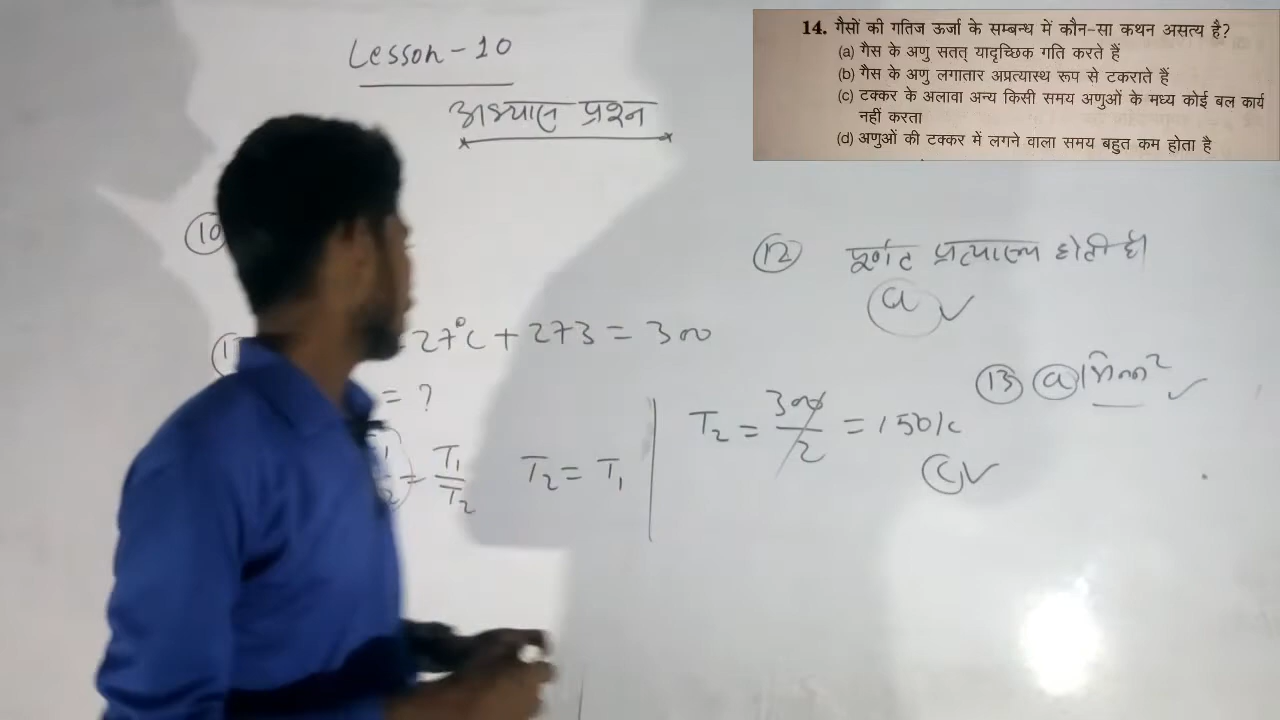 Lesson - 10
अभ्यास प्रश्न
14. गैसों की गतिज ऊर्जा के सम्बन्ध में कौन-सा कथन असत्य है?
(a) गैस के अणु सतत् यादृच्छिक गति करते हैं
(b) गैस के अणु लगातार अप्रत्यास्थ रूप से टकराते हैं
(c) टक्कर के अलावा अन्य किसी समय अणुओं के मध्य कोई बल कार्य
नहीं करता
(d) अणुओं की टक्कर में लगने वाला समय बहुत कम होता है
10
27°C + 273 = 300
= ?
= T₁/T₂ T₂ = T₁
T₂ = 300/2 = 150K
(c) ✓
12 प्रत्यास्थ होती है।
(a) ✓
13 (a) ✓